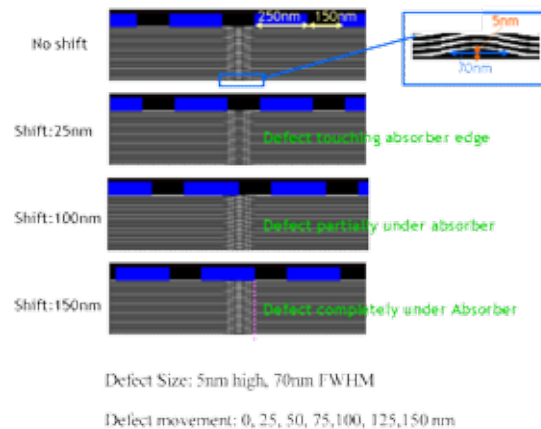 250nm 150nm
5nm
70nm
No shift
Shift:25nm
Defect touching absorber edge
Shift:100nm
Defect partially under absorber
Shift:150nm
Defect completely under Absorber
Defect Size: 5nm high, 70nm FWHM
Defect movement: 0, 25, 50, 75,100, 125,150 nm